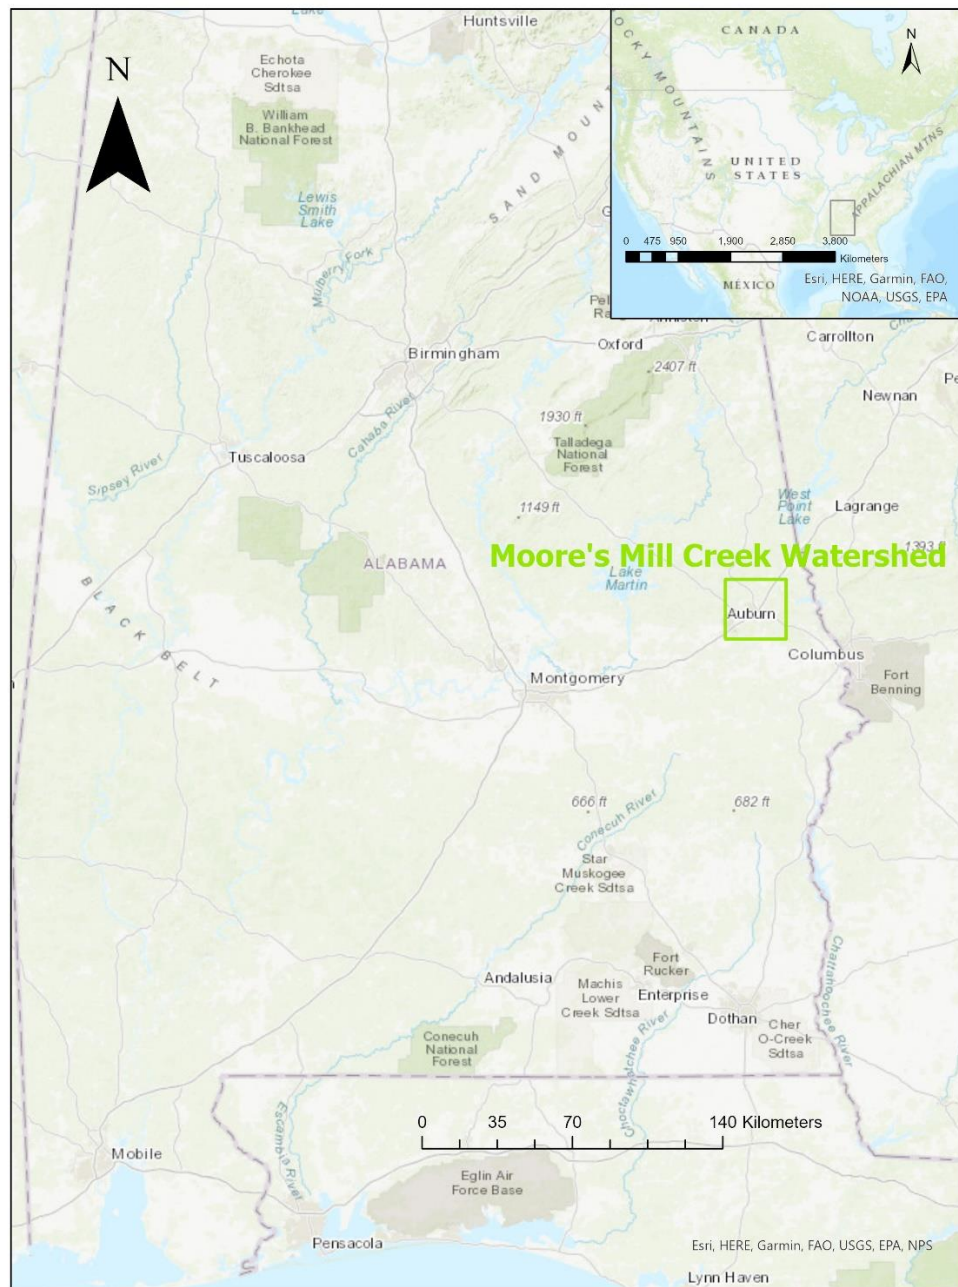 Lake
Huntsville
Echota
Cherokee
Sdtsa
N
William
B. Bankhead
National Forest
SAND MOUNT
Lewis
Smith
Lake
Mulberry Fork
CANADA
N
ROCKY MOUNTAINS
UNITED
STATES
APPALACHIAN MTNS
0 475 950 1,900 2,850 3,800
Kilometers
MÉXICO
Esri, HERE, Garmin, FAO,
NOAA, USGS, EPA
Birmingham
Oxford
Carrollton
2407 ft
Newnan
1930 ft
Cahaba River
Talladega
National
Forest
Tuscaloosa
Sipsey River
West
Point
Lake
Lagrange
1149 ft
1393 ft
ALABAMA
Moore's Mill Creek Watershed
Lake
Martin
BLACK BELT
Auburn
Columbus
Montgomery
Fort
Benning
666 ft
682 ft
Conecuh River
Star
Muskogee
Creek Sdtsa
Fort
Rucker
Andalusia
Machis
Lower
Creek Sdtsa
Enterprise
Dothan
Cher
O-Creek
Sdtsa
Chattahoochee River
Choctawhatchee River
Conecuh
National
Forest
Escambia River
0 35 70 140 Kilometers
Mobile
Eglin Air
Force Base
Pensacola
Esri, HERE, Garmin, FAO, USGS, EPA, NPS
Lynn Haven